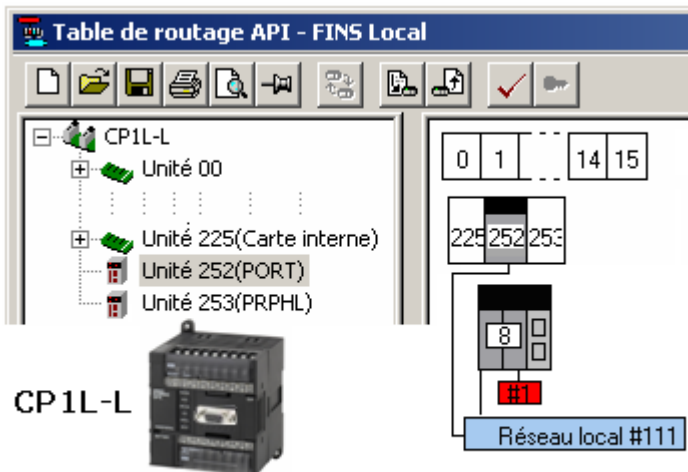 Table de routage API - FINS Local
CP1L-L
Unité 00
Unité 225(Carte interne)
Unité 252(PORT)
Unité 253(PRPHL)
0 1 14 15
225 252 253
8
#1
Réseau local #111
CP1L-L